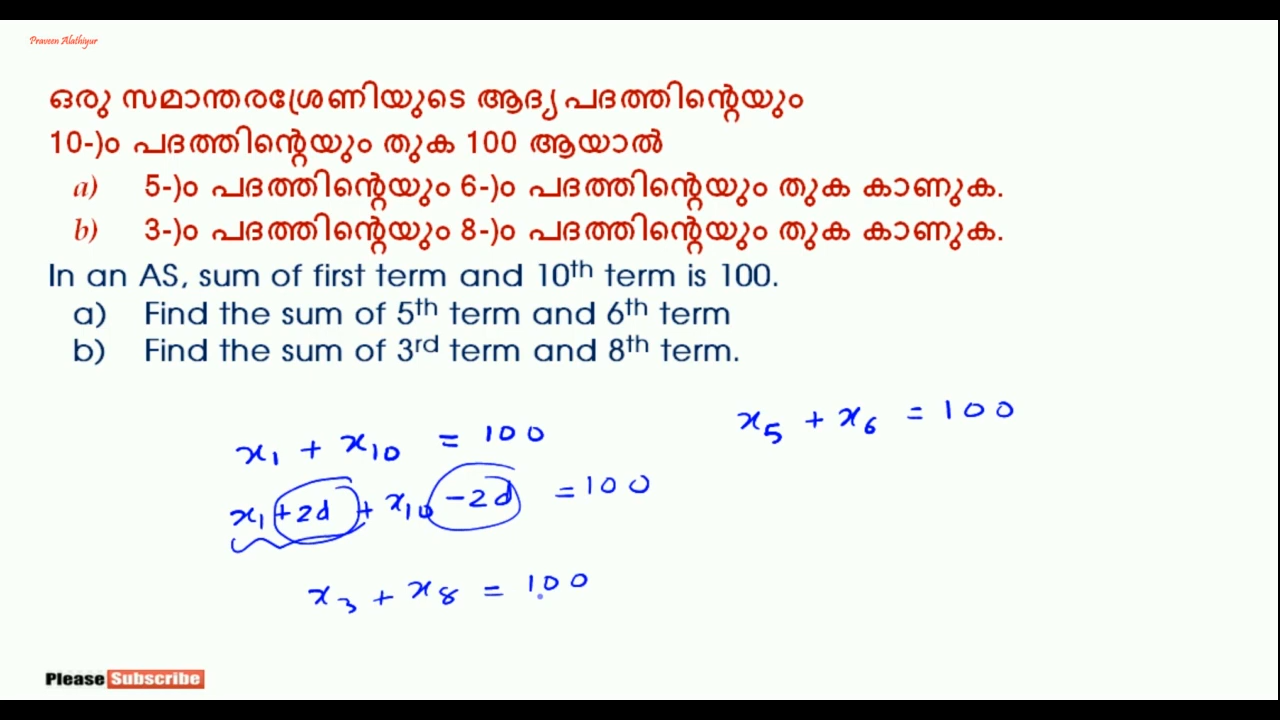 Praveen Alathiyur
ഒരു സമാന്തരശ്രേണിയുടെ ആദ്യപദത്തിന്റെയും
10-)ം പദത്തിന്റെയും തുക 100 ആയാൽ
a) 5-)ം പദത്തിന്റെയും 6-)ം പദത്തിന്റെയും തുക കാണുക.
b) 3-)ം പദത്തിന്റെയും 8-)ം പദത്തിന്റെയും തുക കാണുക.
In an AS, sum of first term and 10th term is 100.
a) Find the sum of 5th term and 6th term
b) Find the sum of 3rd term and 8th term.
x₅ + x₆ = 100
x₁ + x₁₀ = 100
x₁ + 2d + x₁₀ - 2d = 100
x₃ + x₈ = 100
Please Subscribe